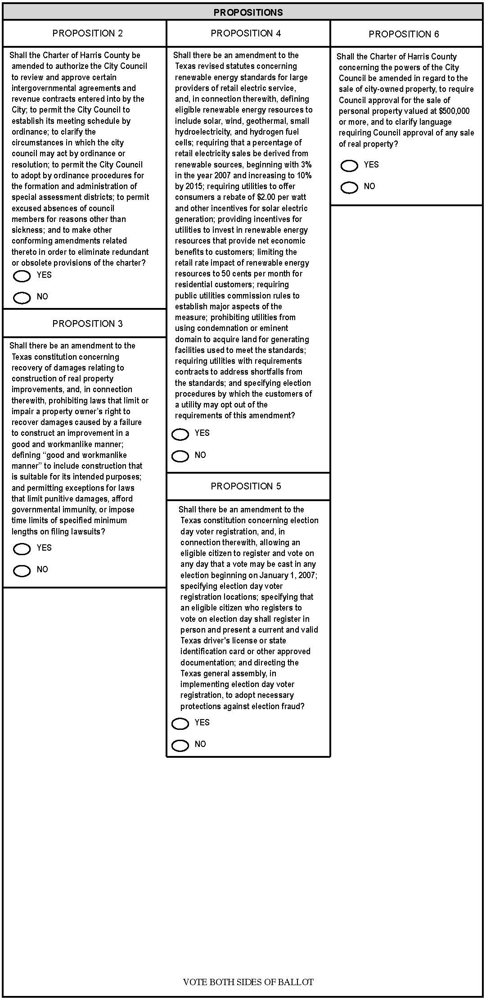 PROPOSITIONS
PROPOSITION 2
Shall the Charter of Harris County be
amended to authorize the City Council
to review and approve certain
intergovernmental agreements and
revenue contracts entered into by the
City; to permit the City Council to
establish its meeting schedule by
ordinance; to clarify the
circumstances in which the city
council may act by ordinance or
resolution; to permit the City Council
to adopt by ordinance procedures for
the formation and administration of
special assessment districts; to permit
excused absences of council
members for reasons other than
sickness; and to make other
conforming amendments related
thereto in order to eliminate redundant
or obsolete provisions of the charter?
YES
NO
PROPOSITION 3
Shall there be an amendment to the
Texas constitution concerning
recovery of damages relating to
construction of real property
improvements, and, in connection
therewith, prohibiting laws that limit or
impair a property owner’s right to
recover damages caused by a failure
to construct an improvement in a
good and workmanlike manner;
defining “good and workmanlike
manner” to include construction that
is suitable for its intended purposes;
and permitting exceptions for laws
that limit punitive damages, afford
governmental immunity, or impose
time limits of specified minimum
lengths on filing lawsuits?
YES
NO
PROPOSITION 4
Shall there be an amendment to the
Texas revised statutes concerning
renewable energy standards for large
providers of retail electric service,
and, in connection therewith, defining
eligible renewable energy resources to
include solar, wind, geothermal, small
hydroelectricity, and hydrogen fuel
cells; requiring that a percentage of
retail electricity sales be derived from
renewable sources, beginning with 3%
in the year 2007 and increasing to 10%
by 2015; requiring utilities to offer
consumers a rebate of $2.00 per watt
and other incentives for solar electric
generation; providing incentives for
utilities to invest in renewable energy
resources that provide net economic
benefits to customers; limiting the
retail rate impact of renewable energy
resources to 50 cents per month for
residential customers; requiring
public utilities commission rules to
establish major aspects of the
measure; prohibiting utilities from
using condemnation or eminent
domain to acquire land for generating
facilities used to meet the standards;
requiring utilities with requirements
contracts to address shortfalls from
the standards; and specifying election
procedures by which the customers of
a utility may opt out of the
requirements of this amendment?
YES
NO
PROPOSITION 5
Shall there be an amendment to the
Texas constitution concerning election
day voter registration, and, in
connection therewith, allowing an
eligible citizen to register and vote on
any day that a vote may be cast in any
election beginning on January 1, 2007;
specifying election day voter
registration locations; specifying that
an eligible citizen who registers to
vote on election day shall register in
person and present a current and valid
Texas driver's license or state
identification card or other approved
documentation; and directing the
Texas general assembly, in
implementing election day voter
registration, to adopt necessary
protections against election fraud?
YES
NO
PROPOSITION 6
Shall the Charter of Harris County
concerning the powers of the City
Council be amended in regard to the
sale of city-owned property, to require
Council approval for the sale of
personal property valued at $500,000
or more, and to clarify language
requiring Council approval of any sale
of real property?
YES
NO
VOTE BOTH SIDES OF BALLOT